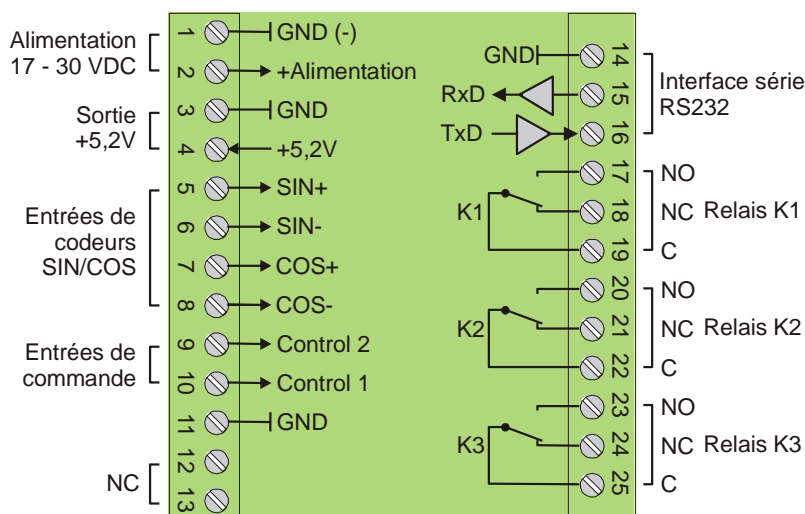 Alimentation
17 - 30 VDC
Sortie
+5,2V
Entrées de
codeurs
SIN/COS
Entrées de
commande
NC
1 GND (-)
2 +Alimentation
3 GND
4 +5,2V
5 SIN+
6 SIN-
7 COS+
8 COS-
9 Control 2
10 Control 1
11 GND
12
13
GND 14
RxD 15
TxD 16
Interface série
RS232
K1
17 NO
18 NC Relais K1
19 C
K2
20 NO
21 NC Relais K2
22 C
K3
23 NO
24 NC Relais K3
25 C